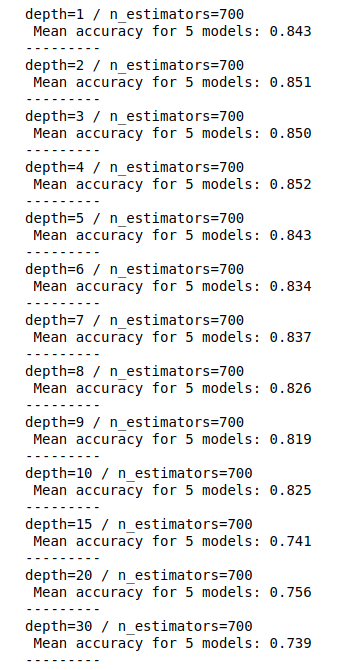 depth=1 / n_estimators=700
 Mean accuracy for 5 models: 0.843
---------
depth=2 / n_estimators=700
 Mean accuracy for 5 models: 0.851
---------
depth=3 / n_estimators=700
 Mean accuracy for 5 models: 0.850
---------
depth=4 / n_estimators=700
 Mean accuracy for 5 models: 0.852
---------
depth=5 / n_estimators=700
 Mean accuracy for 5 models: 0.843
---------
depth=6 / n_estimators=700
 Mean accuracy for 5 models: 0.834
---------
depth=7 / n_estimators=700
 Mean accuracy for 5 models: 0.837
---------
depth=8 / n_estimators=700
 Mean accuracy for 5 models: 0.826
---------
depth=9 / n_estimators=700
 Mean accuracy for 5 models: 0.819
---------
depth=10 / n_estimators=700
 Mean accuracy for 5 models: 0.825
---------
depth=15 / n_estimators=700
 Mean accuracy for 5 models: 0.741
---------
depth=20 / n_estimators=700
 Mean accuracy for 5 models: 0.756
---------
depth=30 / n_estimators=700
 Mean accuracy for 5 models: 0.739
---------